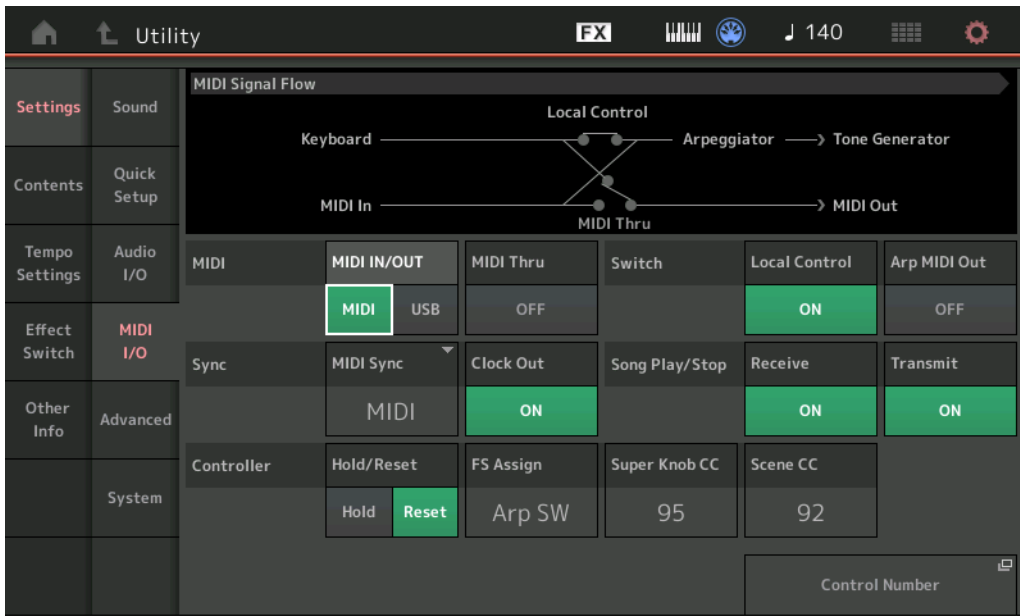 Utility
FX
♩ 140
Settings
Sound
Contents
Quick
Setup
Tempo
Settings
Audio
I/O
Effect
Switch
MIDI
I/O
Other
Info
Advanced
System
MIDI Signal Flow
Local Control
Keyboard
Arpeggiator
Tone Generator
MIDI In
MIDI Out
MIDI Thru
MIDI
MIDI IN/OUT
MIDI Thru
Switch
Local Control
Arp MIDI Out
MIDI
USB
OFF
ON
OFF
Sync
MIDI Sync
Clock Out
Song Play/Stop
Receive
Transmit
MIDI
ON
ON
ON
Controller
Hold/Reset
FS Assign
Super Knob CC
Scene CC
Hold
Reset
Arp SW
95
92
Control Number